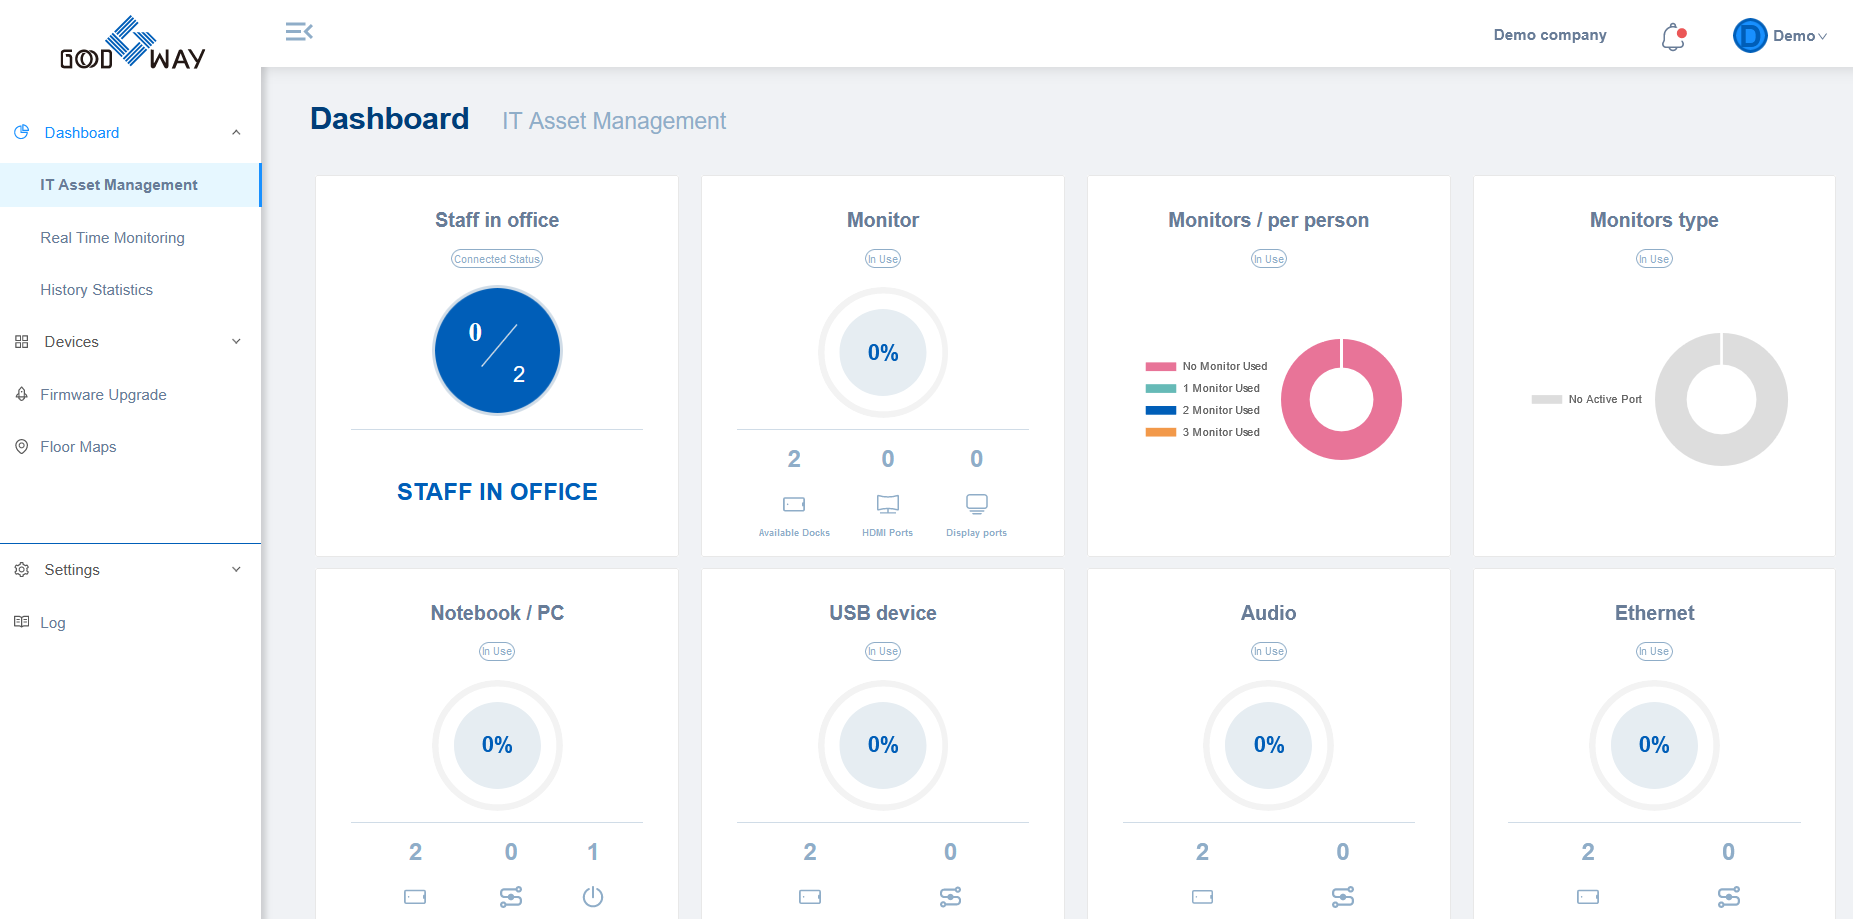 GOOD WAY
Demo company
D
Demo
Dashboard
IT Asset Management
Real Time Monitoring
History Statistics
Devices
Firmware Upgrade
Floor Maps
Settings
Log
Dashboard IT Asset Management
Staff in office
Connected Status
0
2
STAFF IN OFFICE
Monitor
In Use
0%
2 0 0
Available Docks HDMI Ports Display ports
Monitors / per person
In Use
No Monitor Used
1 Monitor Used
2 Monitor Used
3 Monitor Used
Monitors type
In Use
No Active Port
Notebook / PC
In Use
0%
2 0 1
USB device
In Use
0%
2 0
Audio
In Use
0%
2 0
Ethernet
In Use
0%
2 0